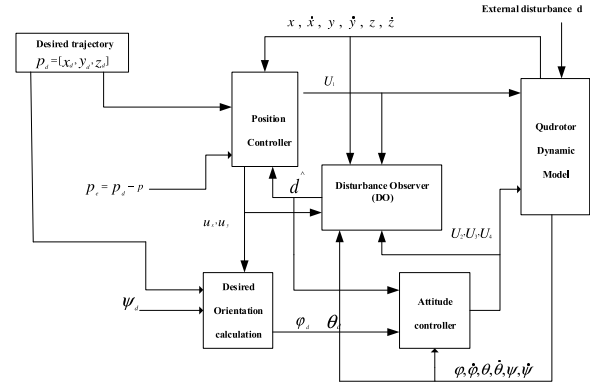 External disturbance d
x , ẋ , y , ẏ , z , ż
Desired trajectory
p_d = [x_d, y_d, z_d]
U_1
Position
Controller
Qudrotor
Dynamic
Model
p_e = p_d − p
d^
Disturbance Observer
(DO)
u_x, u_y
U_2, U_3, U_4
Desired
Orientation
calculation
ψ_d
φ_d θ_d
Attitude
controller
φ, φ̇, θ, θ̇, ψ, ψ̇